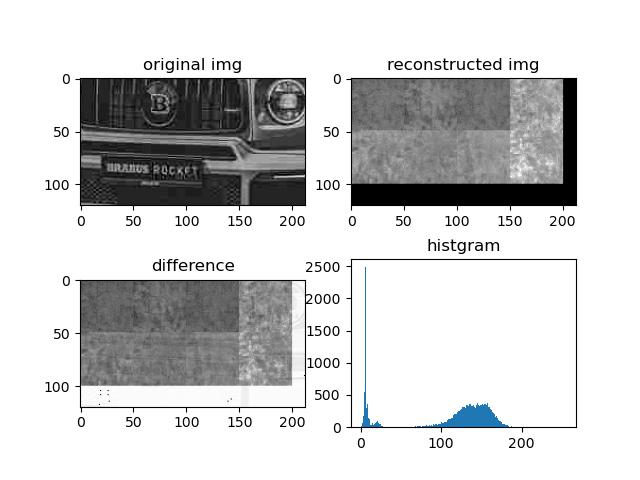 original img
reconstructed img
0
50
100
0 50 100 150 200
0
50
100
0 50 100 150 200
B
BRABUS ROCKET
difference
histgram
0
50
100
0 50 100 150 200
2500
2000
1500
1000
500
0
0 100 200